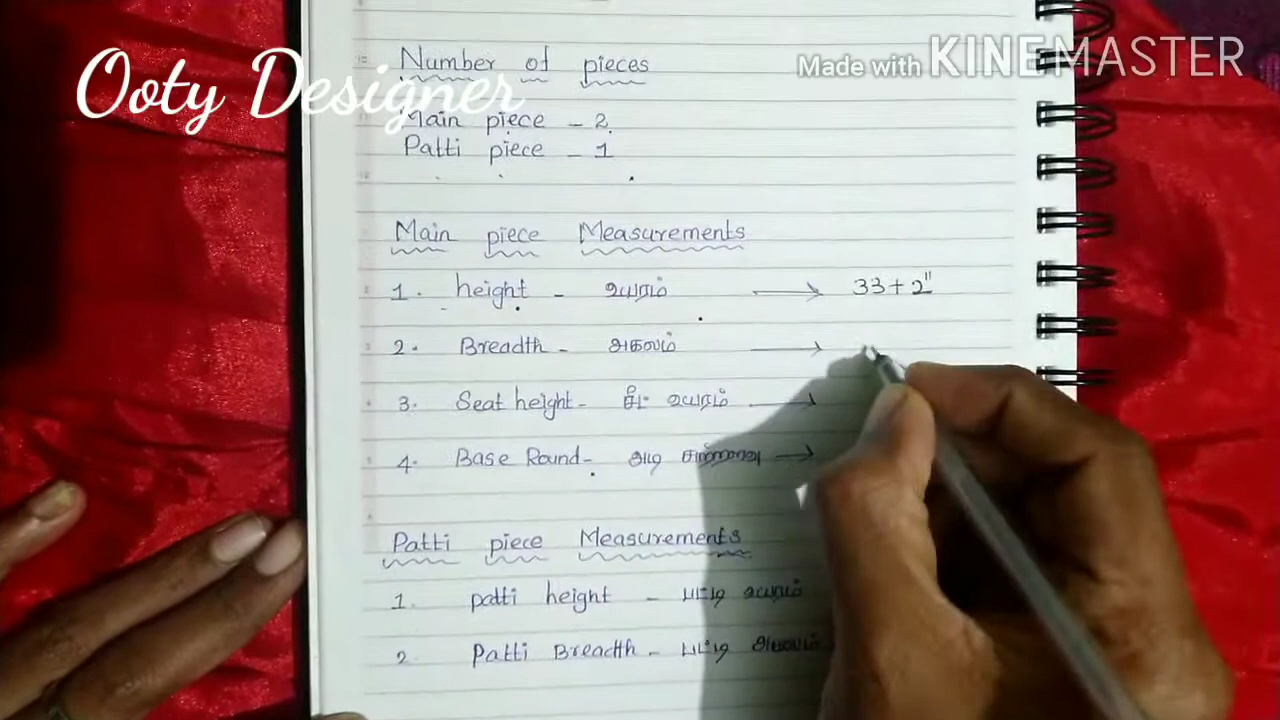 Ooty Designer
Made with KINEMASTER
Number of pieces
Main piece - 2
Patti piece - 1
Main piece Measurements
1. height - உயரம் → 33+2"
2. Breadth - அகலம் →
3. Seat height - சீட் உயரம் →
4. Base Round - அடி சுற்றளவு →
Patti piece Measurements
1. patti height - பட்டி உயரம்
2. Patti Breadth - பட்டி அகலம்